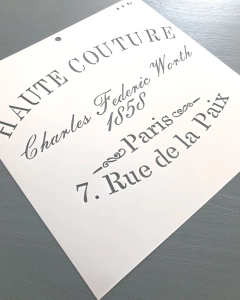 HAUTE COUTURE
Charles Federic Worth
1858
Paris
7. Rue de la Paix